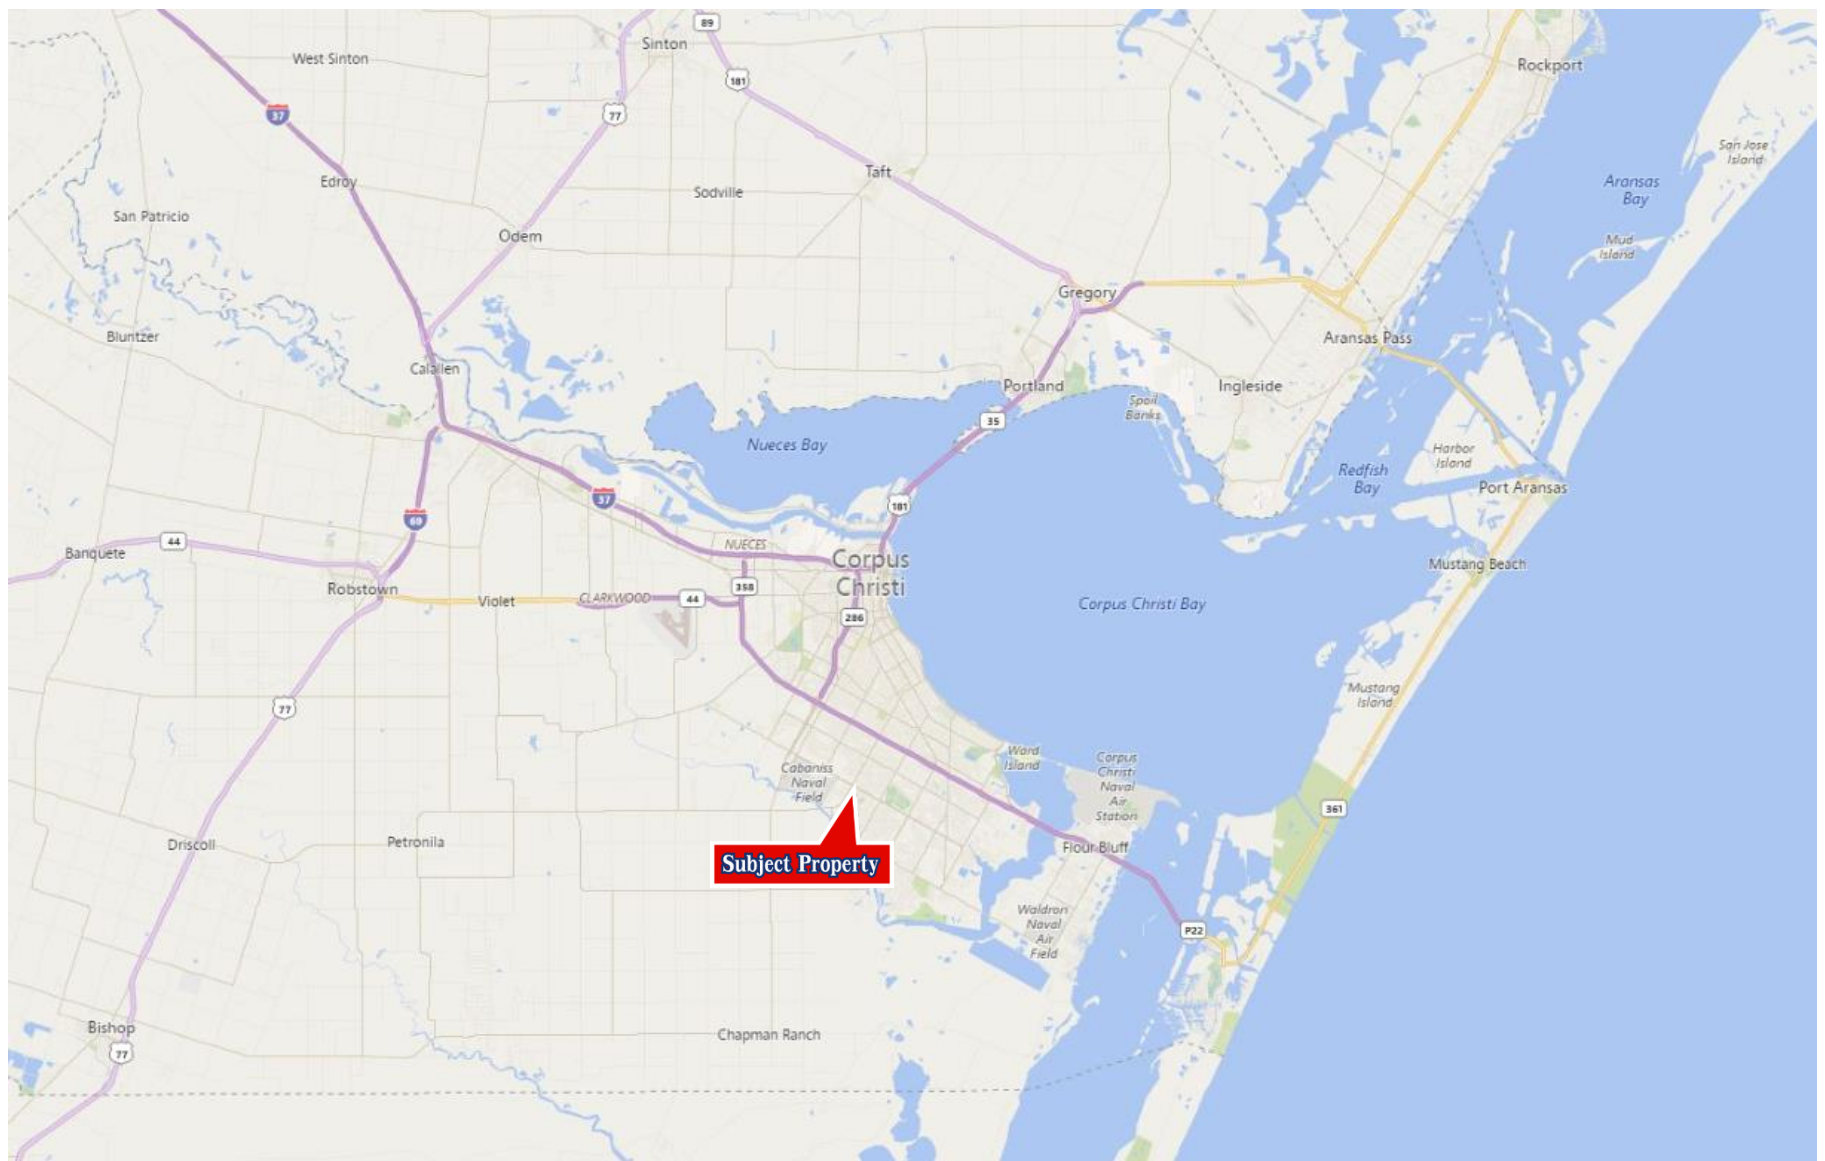 89
Sinton
West Sinton
Rockport
181
37
77
San Jose
Island
Taft
Edroy
Sodville
Aransas
Bay
San Patricio
Odem
Mud
Island
Gregory
Bluntzer
Aransas Pass
Calallen
Portland
Ingleside
Spoil
Banks
35
Nueces Bay
Harbor
Island
Redfish
Bay
Port Aransas
37
181
69
44
NUECES
Banquete
Corpus
Christi
Mustang Beach
Robstown
358
Violet
CLARKWOOD
44
Corpus Christi Bay
286
Mustang
Island
77
Ward
Island
Corpus
Christi
Naval
Air
Station
Cabaniss
Naval
Field
361
Driscoll
Petronila
Flour Bluff
Subject Property
Waldron
Naval
Air
Field
P22
Bishop
Chapman Ranch
77